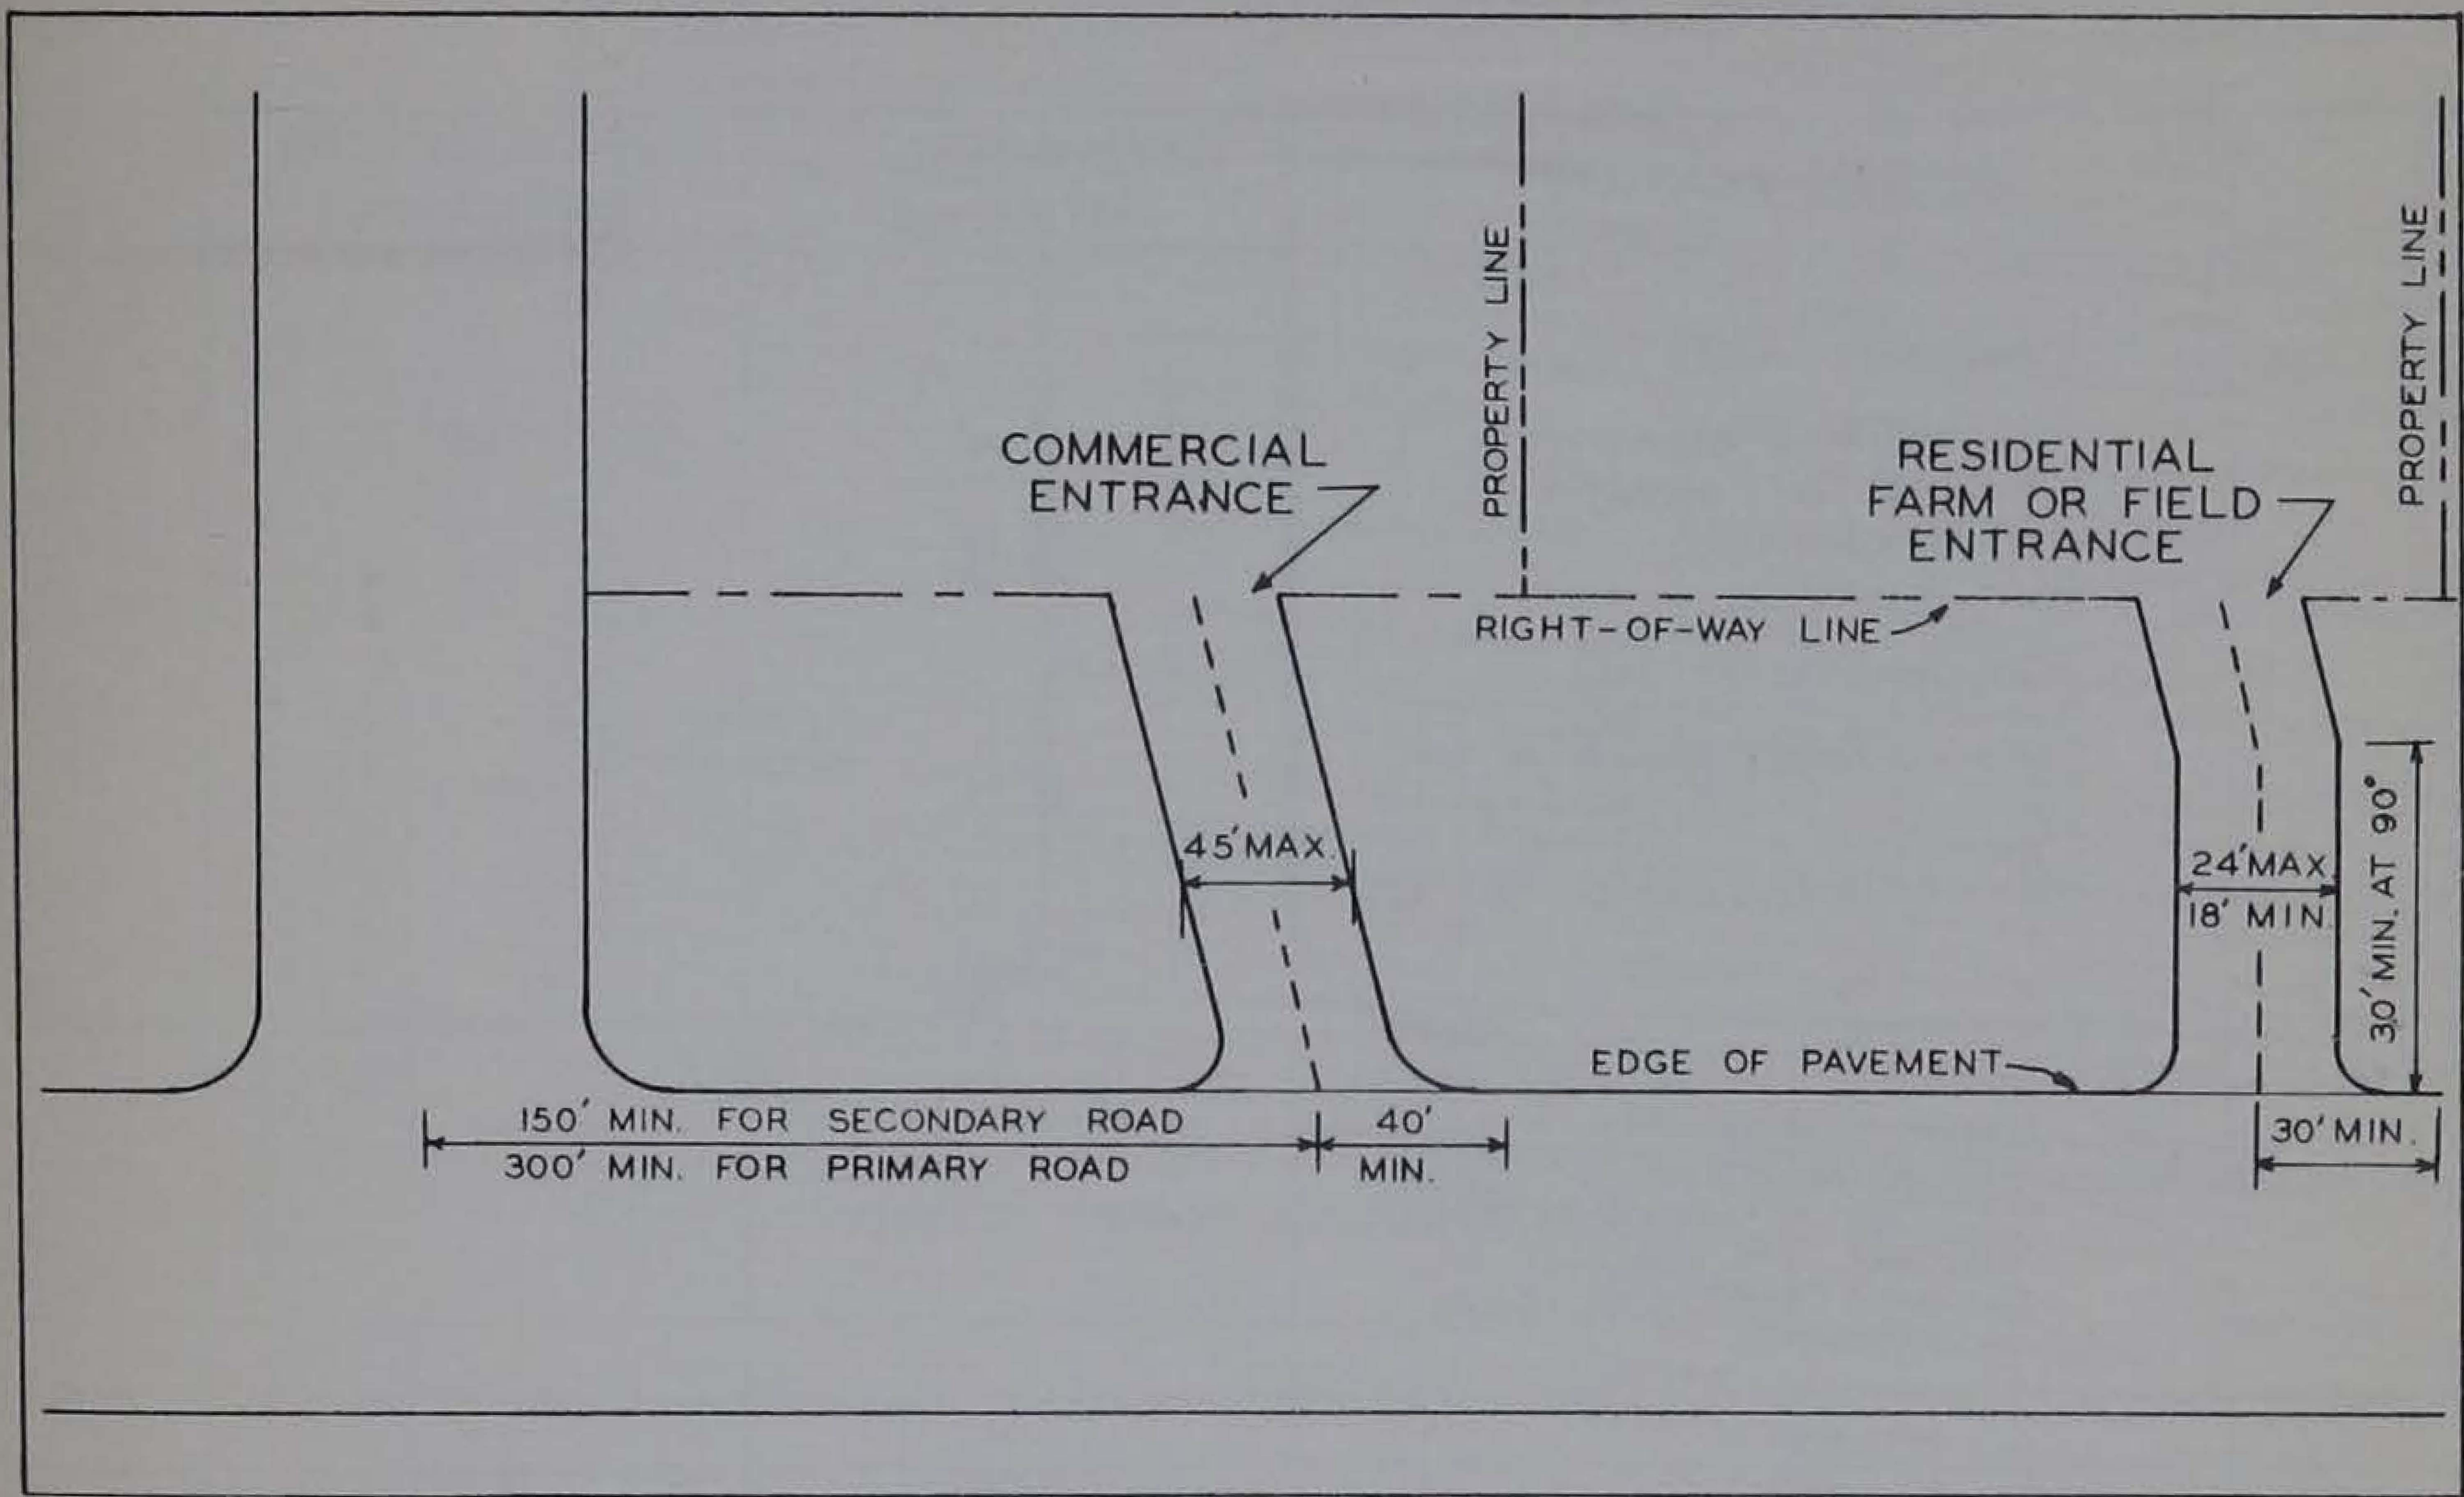 PROPERTY LINE
PROPERTY LINE
COMMERCIAL
ENTRANCE
RESIDENTIAL
FARM OR FIELD
ENTRANCE
RIGHT-OF-WAY LINE
45' MAX.
24' MAX
18' MIN.
30' MIN. AT 90°
EDGE OF PAVEMENT
150' MIN. FOR SECONDARY ROAD
300' MIN. FOR PRIMARY ROAD
40'
MIN.
30' MIN.